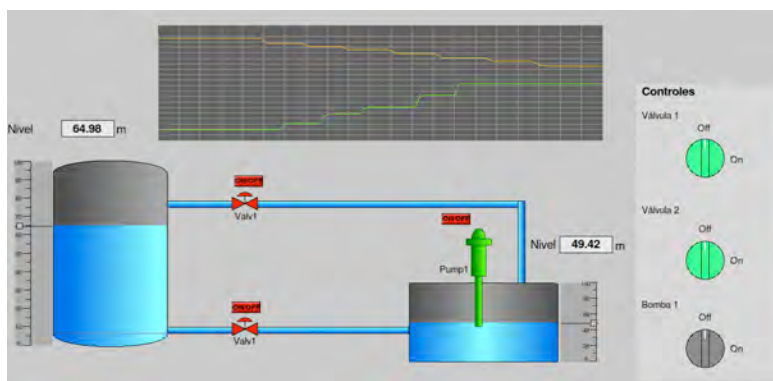 Nivel 64.98 m
ON/OFF
Valv1
ON/OFF
Valv1
ON/OFF
Pump1
Nivel 49.42 m
Controles
Válvula 1
Off
On
Válvula 2
Off
On
Bomba 1
Off
On